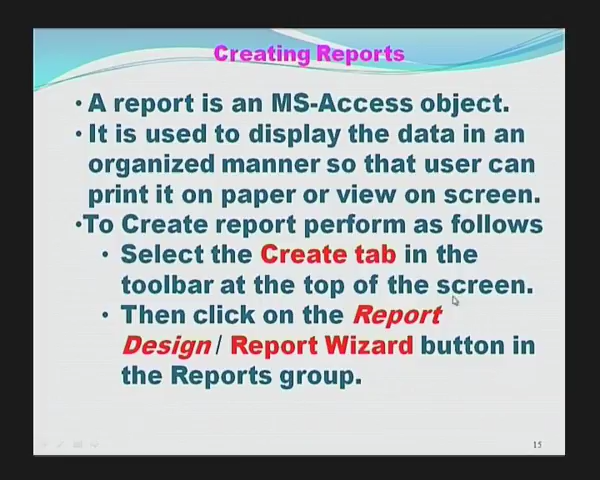 Creating Reports
• A report is an MS-Access object.
• It is used to display the data in an
organized manner so that user can
print it on paper or view on screen.
•To Create report perform as follows
• Select the Create tab in the
toolbar at the top of the screen.
• Then click on the Report
Design / Report Wizard button in
the Reports group.
15